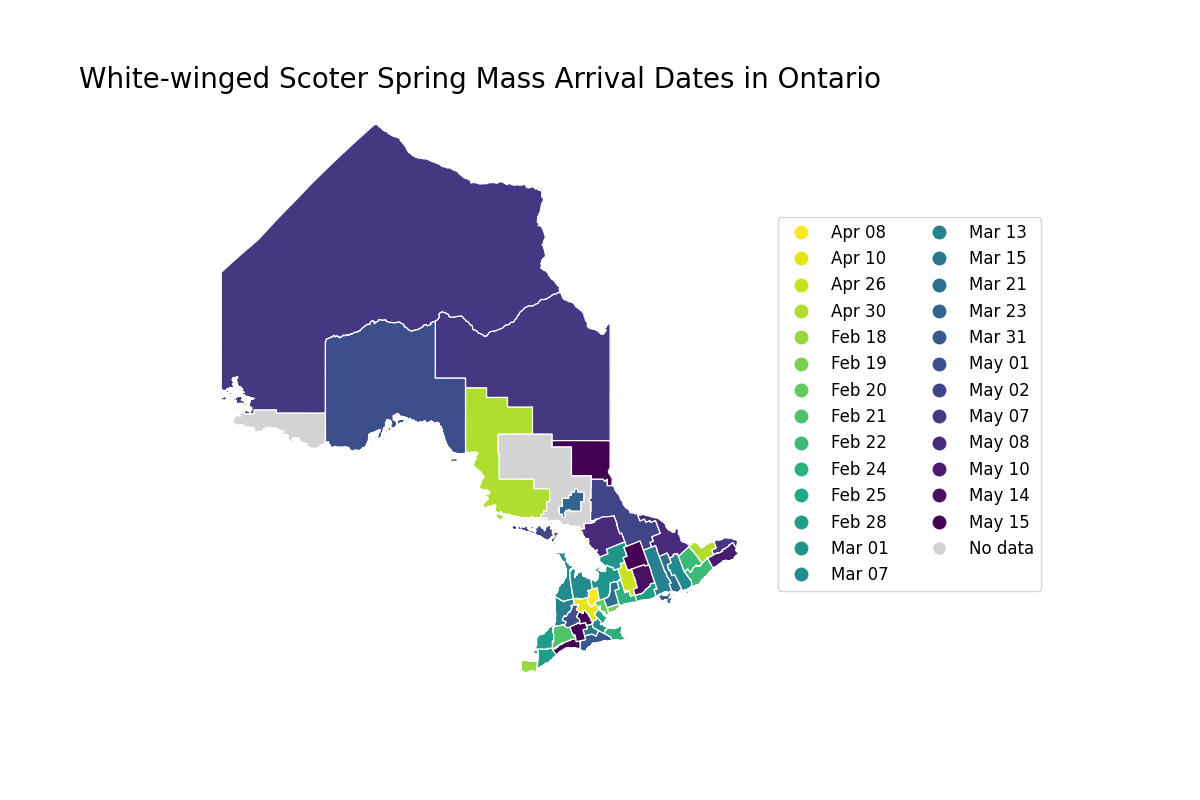 White-winged Scoter Spring Mass Arrival Dates in Ontario
Apr 08
Apr 10
Apr 26
Apr 30
Feb 18
Feb 19
Feb 20
Feb 21
Feb 22
Feb 24
Feb 25
Feb 28
Mar 01
Mar 07
Mar 13
Mar 15
Mar 21
Mar 23
Mar 31
May 01
May 02
May 07
May 08
May 10
May 14
May 15
No data